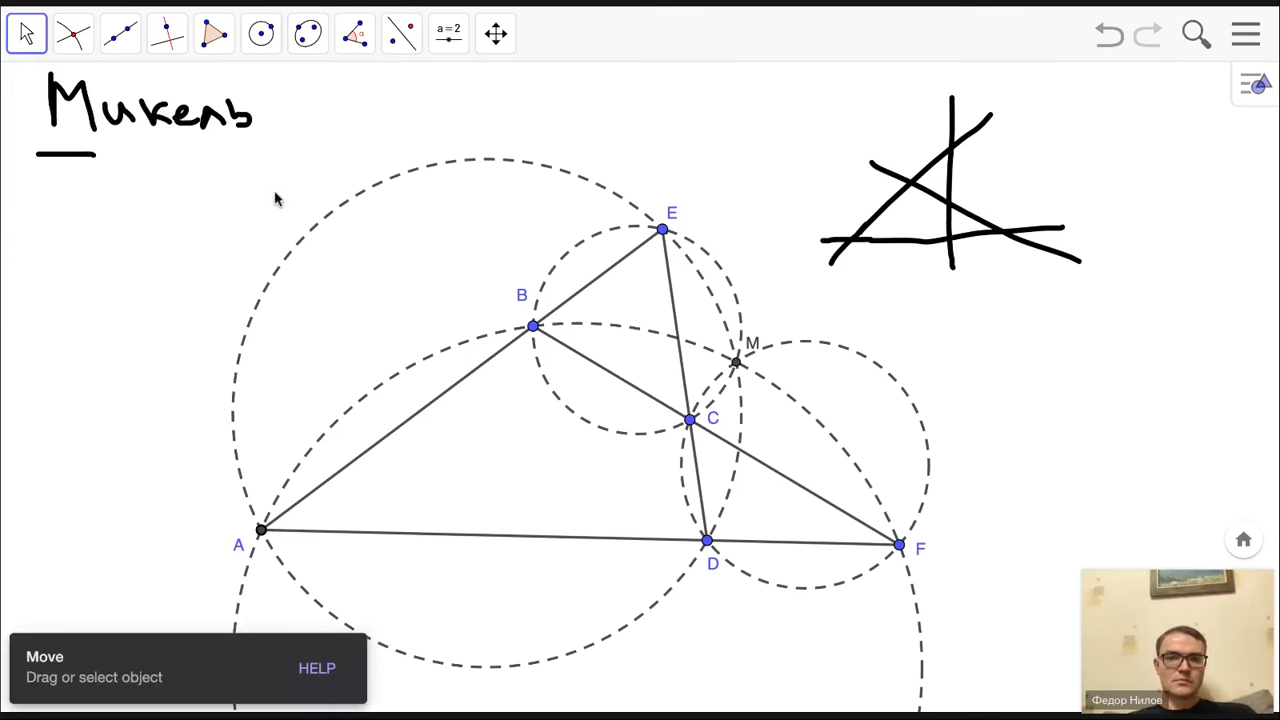 a=2
Микель
E
B
M
C
A
D
F
Move
Drag or select object
HELP
Федор Нилов